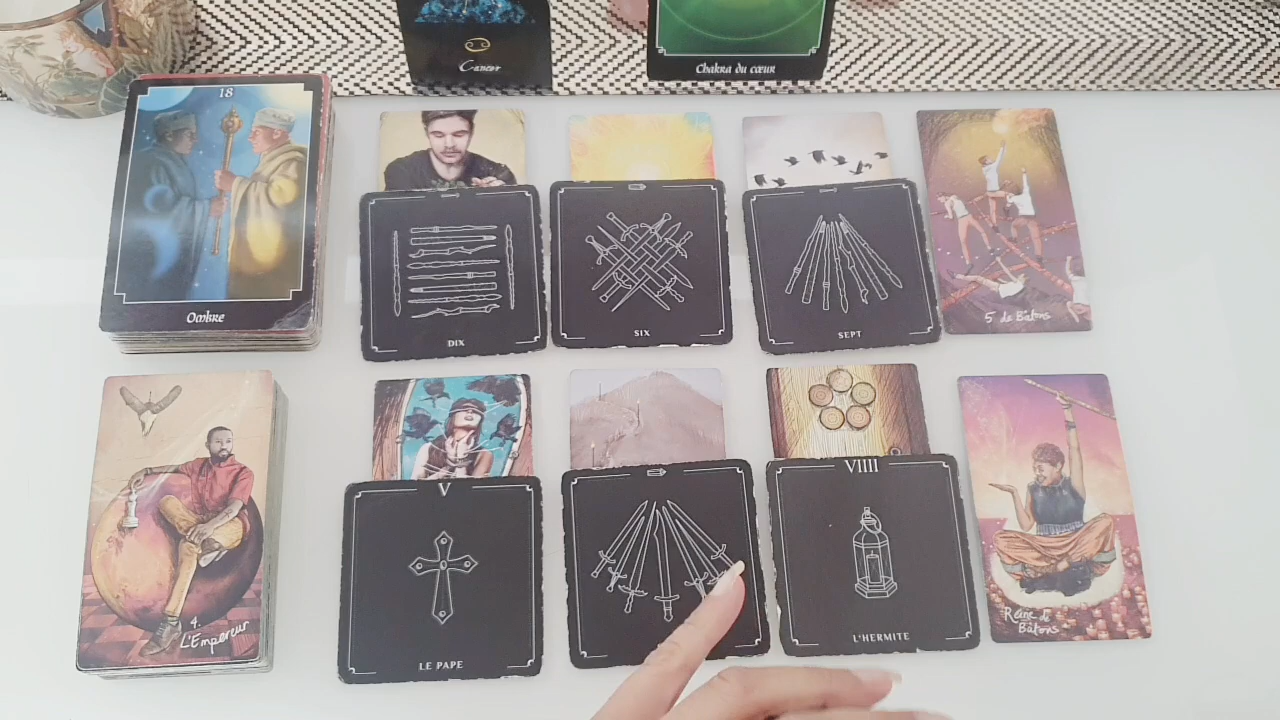 Cancer
Chakra du cœur
18
Ombre
DIX
SIX
SEPT
5 de Bâtons
4.
L'Empereur
V
LE PAPE
VIIII
L'HERMITE
Reine de
Bâtons